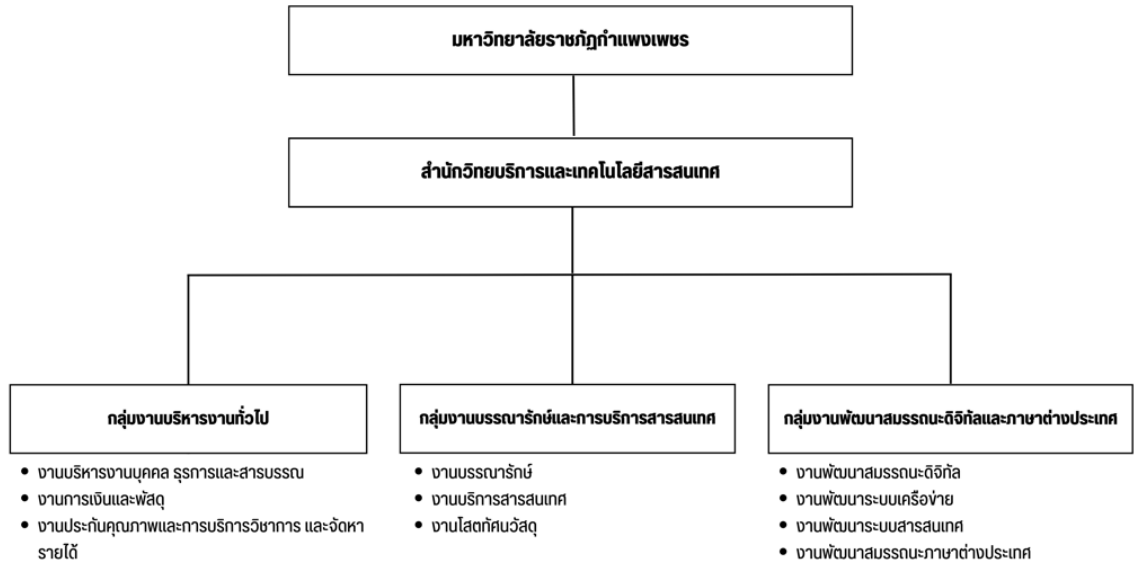 มหาวิทยาลัยราชภัฏกำแพงเพชร
สำนักวิทยบริการและเทคโนโลยีสารสนเทศ
กลุ่มงานบริหารงานทั่วไป
• งานบริหารงานบุคคล ธุรการและสารบรรณ
• งานการเงินและพัสดุ
• งานประกันคุณภาพและการบริการวิชาการ และจัดหา
รายได้
กลุ่มงานบรรณารักษ์และการบริการสารสนเทศ
• งานบรรณารักษ์
• งานบริการสารสนเทศ
• งานโสตทัศนวัสดุ
กลุ่มงานพัฒนาสมรรถนะดิจิทัลและภาษาต่างประเทศ
• งานพัฒนาสมรรถนะดิจิทัล
• งานพัฒนาระบบเครือข่าย
• งานพัฒนาระบบสารสนเทศ
• งานพัฒนาสมรรถนะภาษาต่างประเทศ